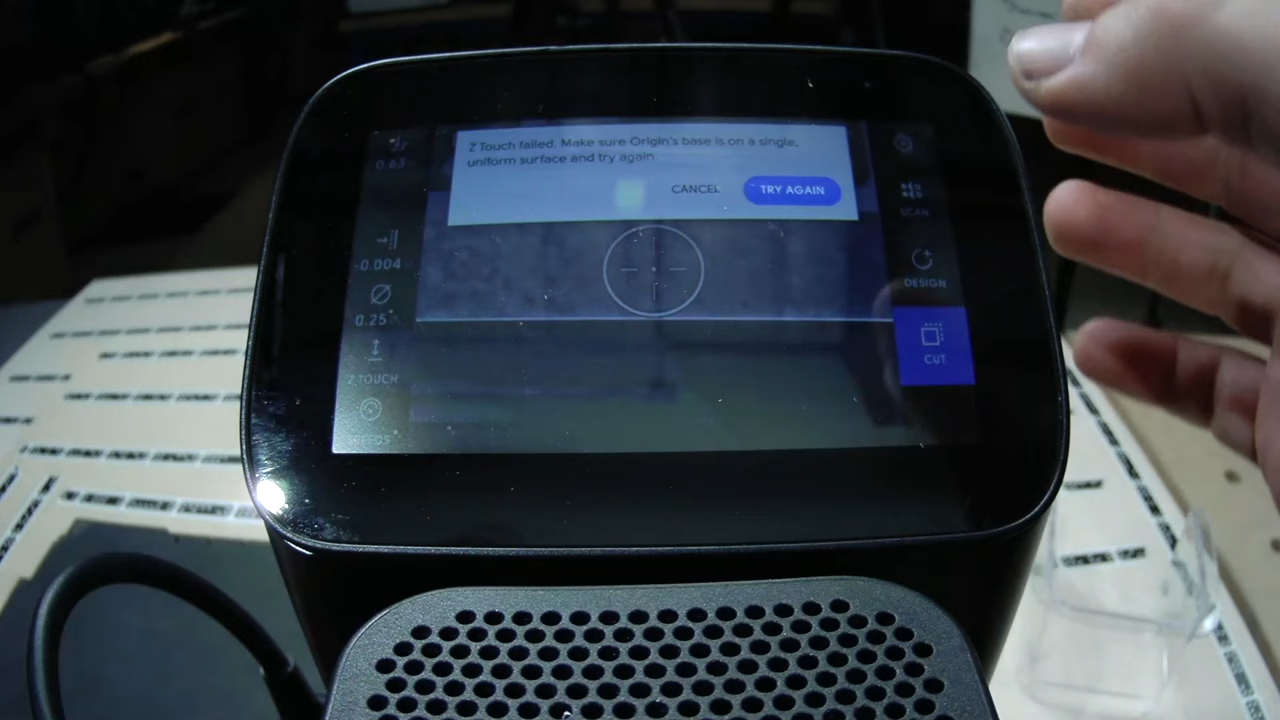 Z Touch failed. Make sure Origin's base is on a single,
uniform surface and try again.
CANCEL
TRY AGAIN
0.63
-0.004
0.25"
Z TOUCH
SPEEDS
SCAN
DESIGN
CUT